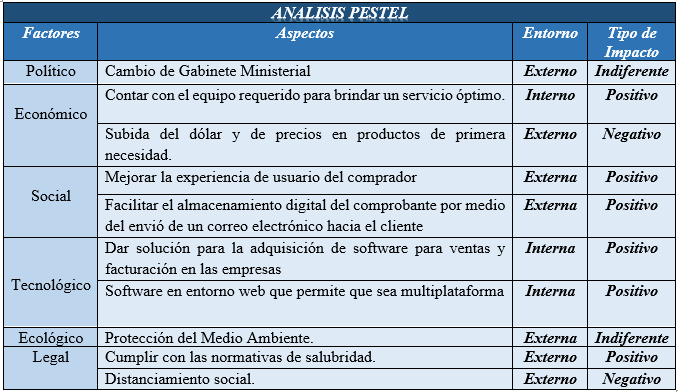 ANALISIS PESTEL
Factores Aspectos Entorno Tipo de
Impacto
Político Cambio de Gabinete Ministerial Externo Indiferente
Económico
Contar con el equipo requerido para brindar un servicio óptimo. Interno Positivo
Subida del dólar y de precios en productos de primera Externo Negativo
necesidad.
Social
Mejorar la experiencia de usuario del comprador Externa Positivo
Facilitar el almacenamiento digital del comprobante por medio Externa Positivo
del envió de un correo electrónico hacia el cliente
Tecnológico
Dar solución para la adquisición de software para ventas y Interna Positivo
facturación en las empresas
Software en entorno web que permite que sea multiplataforma Interna Positivo
Ecológico Protección del Medio Ambiente. Externa Indiferente
Legal Cumplir con las normativas de salubridad. Externo Positivo
Distanciamiento social. Externo Negativo